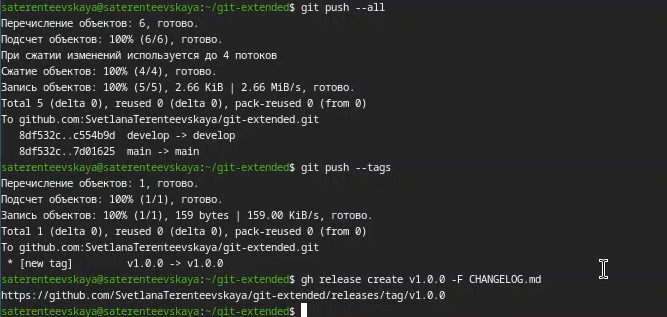 saterenteevskaya@saterenteevskaya:~/git-extended$ git push --all
Перечисление объектов: 6, готово.
Подсчет объектов: 100% (6/6), готово.
При сжатии изменений используется до 4 потоков
Сжатие объектов: 100% (4/4), готово.
Запись объектов: 100% (5/5), 2.66 KiB | 2.66 MiB/s, готово.
Total 5 (delta 0), reused 0 (delta 0), pack-reused 0 (from 0)
To github.com:SvetlanaTerenteevskaya/git-extended.git
   8df532c..c554b9d  develop -> develop
   8df532c..7d01625  main -> main
saterenteevskaya@saterenteevskaya:~/git-extended$ git push --tags
Перечисление объектов: 1, готово.
Подсчет объектов: 100% (1/1), готово.
Запись объектов: 100% (1/1), 159 bytes | 159.00 KiB/s, готово.
Total 1 (delta 0), reused 0 (delta 0), pack-reused 0 (from 0)
To github.com:SvetlanaTerenteevskaya/git-extended.git
 * [new tag]         v1.0.0 -> v1.0.0
saterenteevskaya@saterenteevskaya:~/git-extended$ gh release create v1.0.0 -F CHANGELOG.md
https://github.com/SvetlanaTerenteevskaya/git-extended/releases/tag/v1.0.0
saterenteevskaya@saterenteevskaya:~/git-extended$